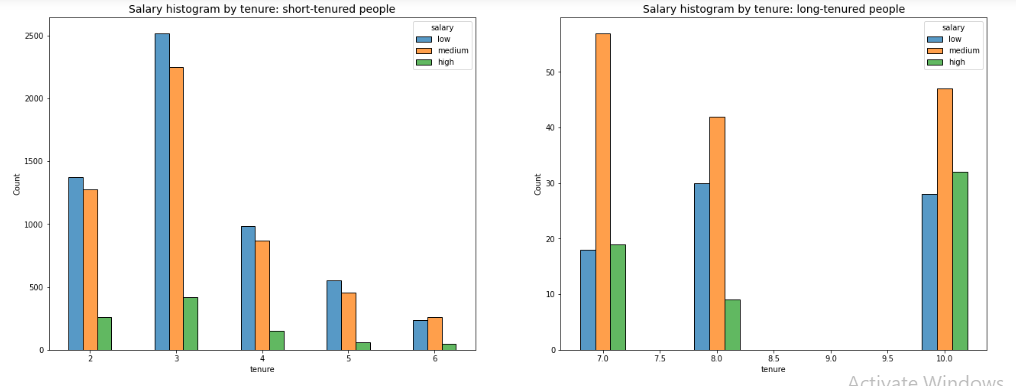 Salary histogram by tenure: short-tenured people
salary
low
medium
high
2500
2000
1500
1000
500
0
Count
2 3 4 5 6
tenure
Salary histogram by tenure: long-tenured people
salary
low
medium
high
50
40
30
20
10
0
Count
7.0 7.5 8.0 8.5 9.0 9.5 10.0
tenure
Activate Windows